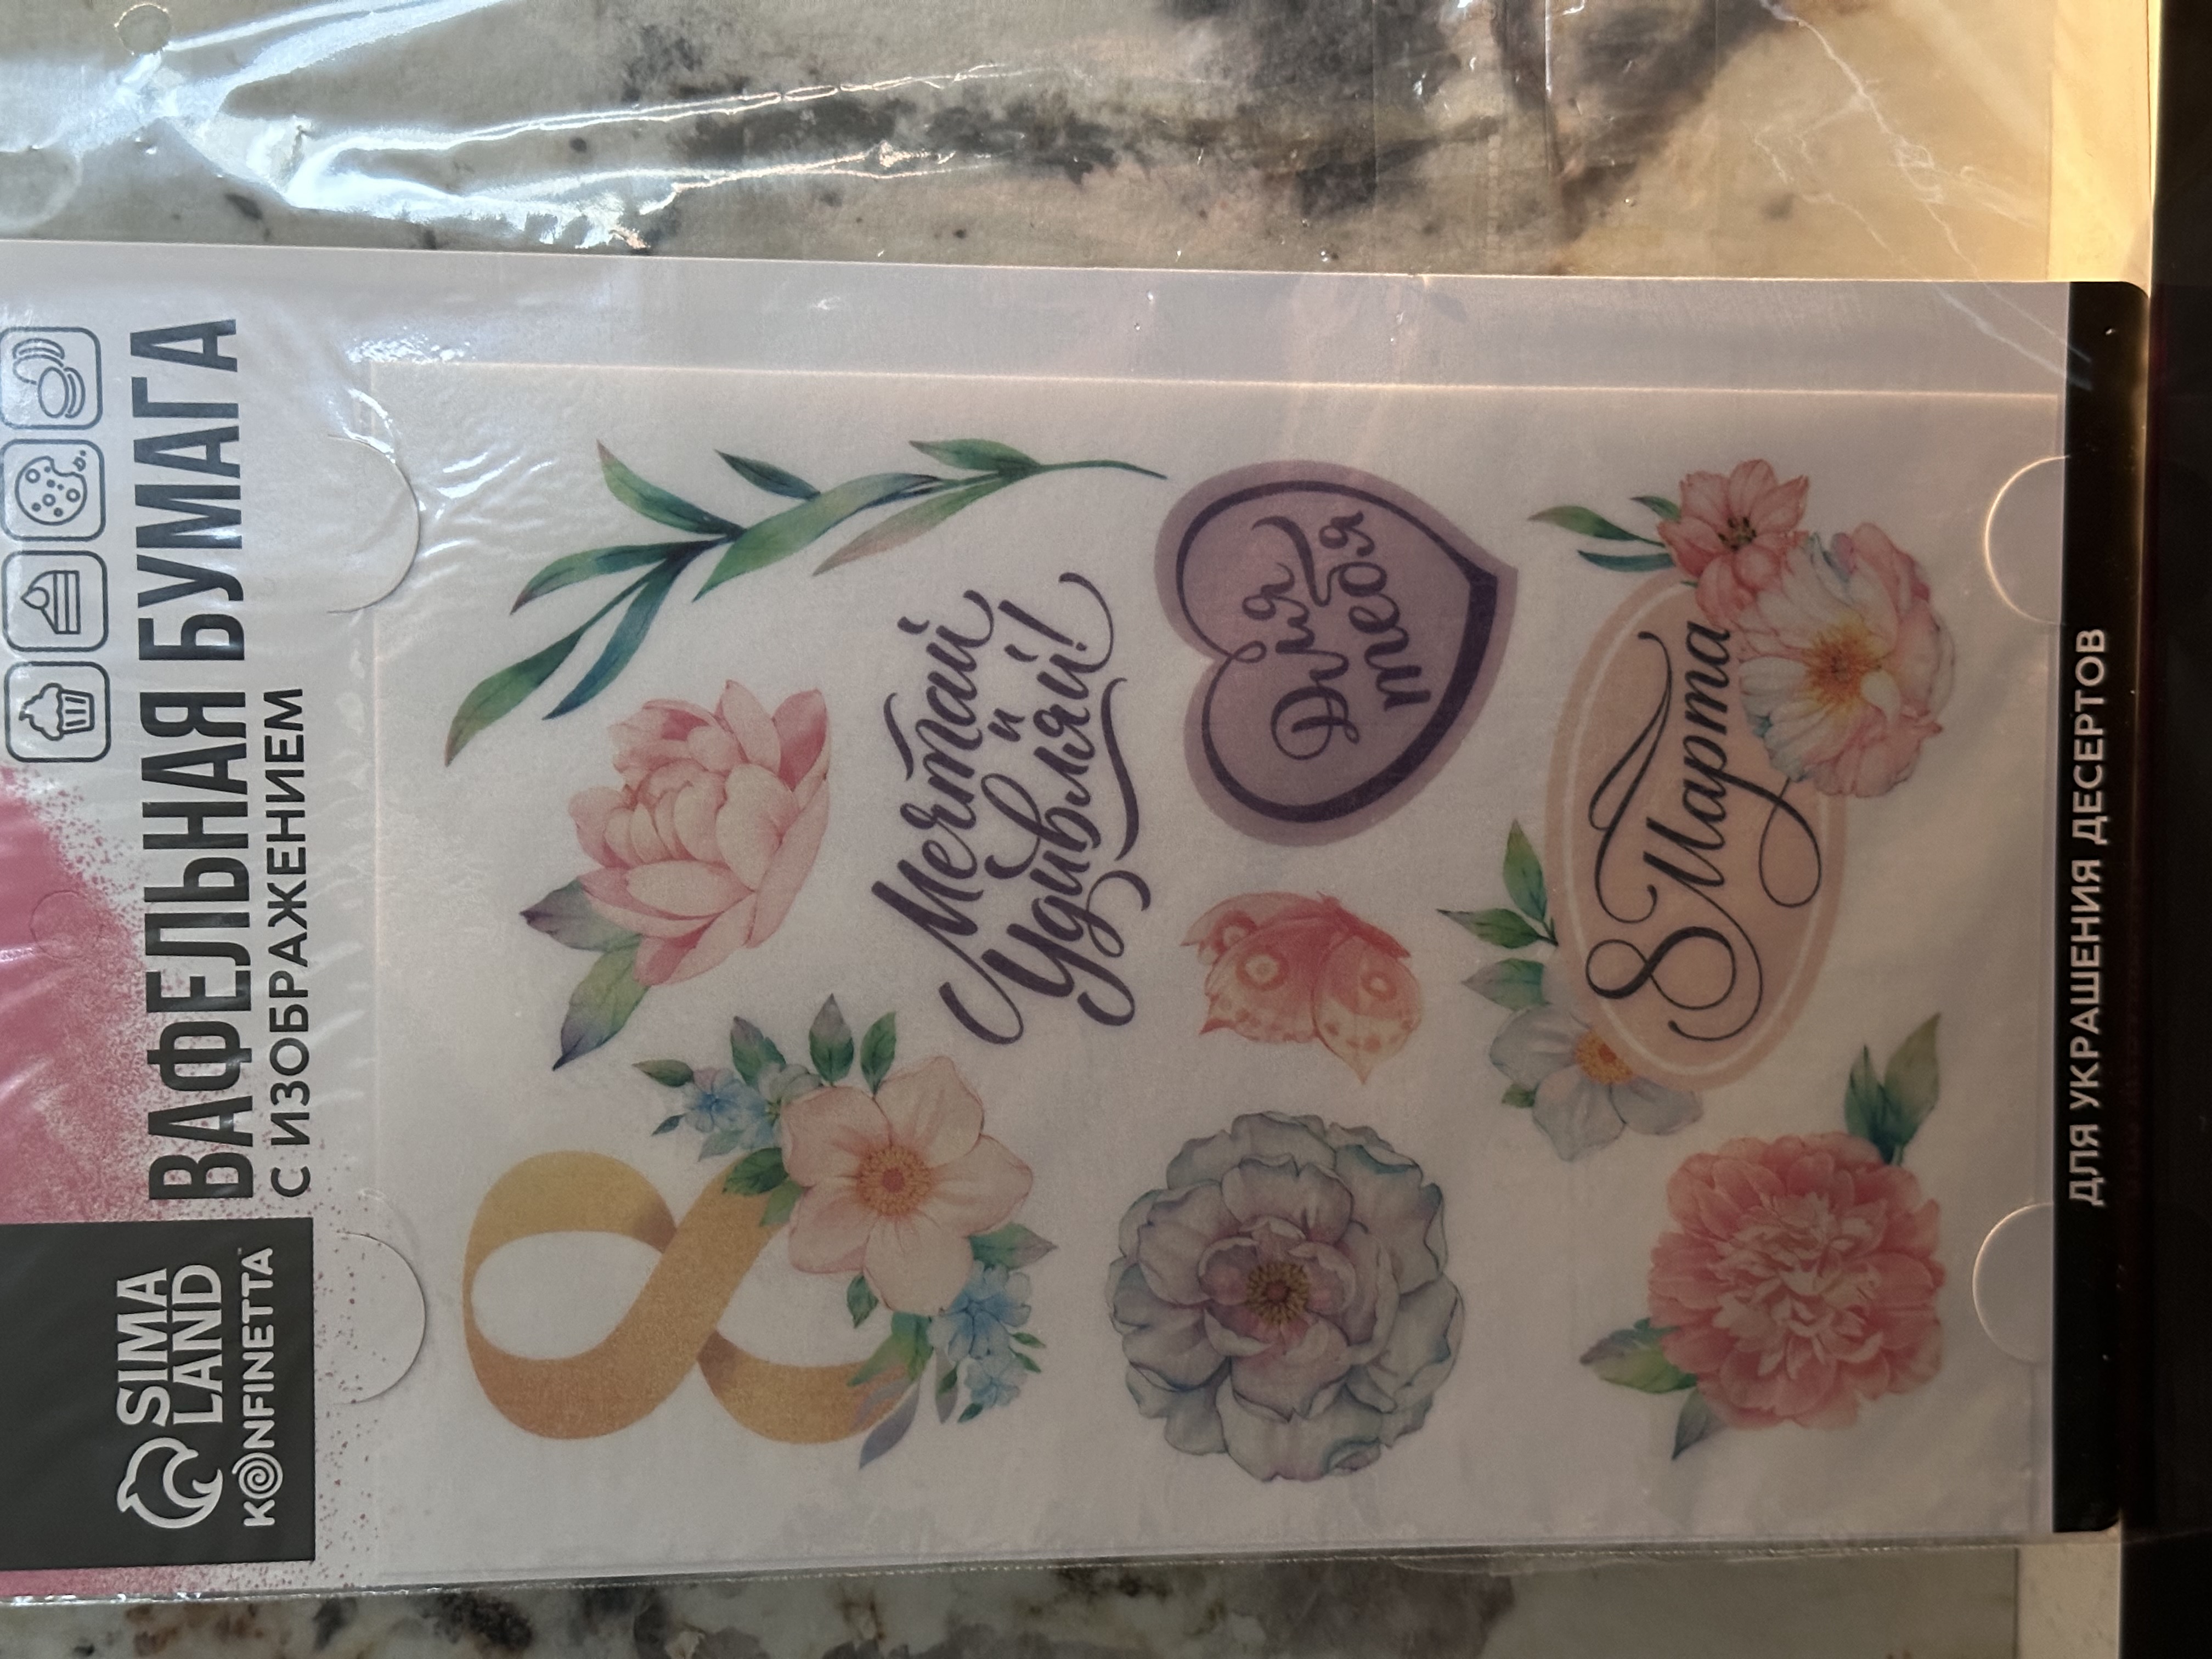 SIMA
LAND
KONFINETTA
ВАФЕЛЬНАЯ БУМАГА
С ИЗОБРАЖЕНИЕМ
Мечтай
и
Удивляй!
Для
тебя
8 Марта
ДЛЯ УКРАШЕНИЯ ДЕСЕРТОВ